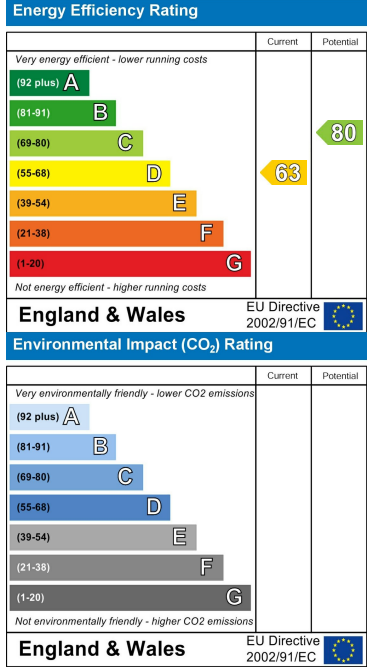 Energy Efficiency Rating
Current Potential
Very energy efficient - lower running costs
(92 plus) A
(81-91) B
(69-80) C
80
(55-68) D
63
(39-54) E
(21-38) F
(1-20) G
Not energy efficient - higher running costs
England & Wales
EU Directive
2002/91/EC
Environmental Impact (CO₂) Rating
Current Potential
Very environmentally friendly - lower CO2 emissions
(92 plus) A
(81-91) B
(69-80) C
(55-68) D
(39-54) E
(21-38) F
(1-20) G
Not environmentally friendly - higher CO2 emissions
England & Wales
EU Directive
2002/91/EC